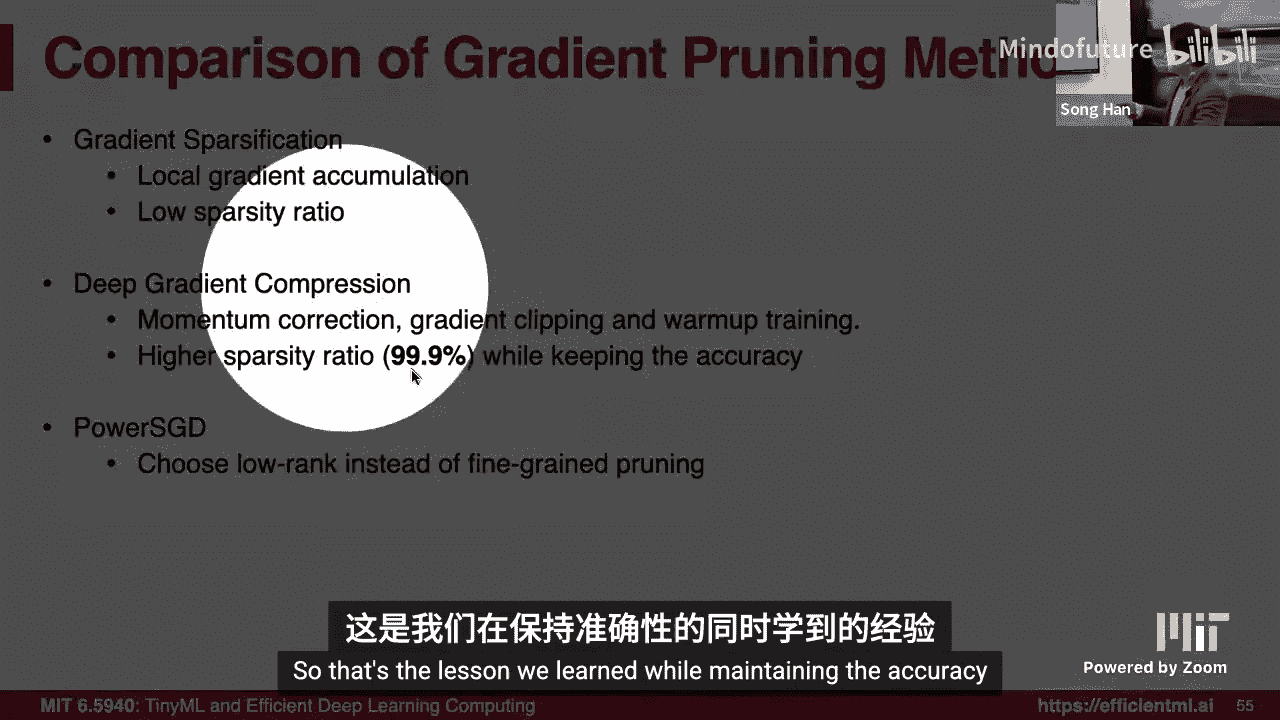 Comparison of Gradient Pruning Metho
Mindofuture bilibili
Song Han
• Gradient Sparsification
• Local gradient accumulation
• Low sparsity ratio
• Deep Gradient Compression
• Momentum correction, gradient clipping and warmup training.
• Higher sparsity ratio (99.9%) while keeping the accuracy
• PowerSGD
• Choose low-rank instead of fine-grained pruning
这是我们在保持准确性的同时学到的经验
So that's the lesson we learned while maintaining the accuracy
MIT
Powered by Zoom
MIT 6.5940: TinyML and Efficient Deep Learning Computing
https://efficientml.ai
55